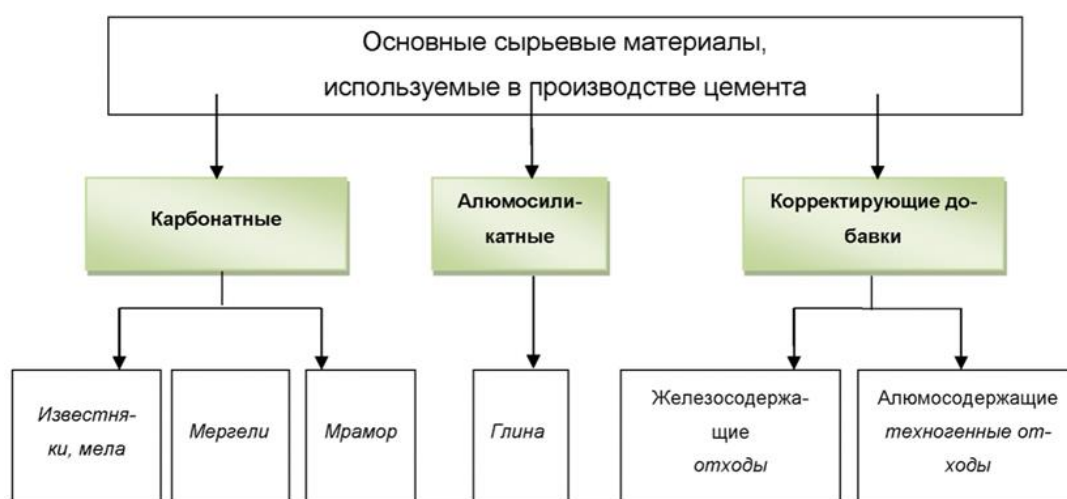 Основные сырьевые материалы,
используемые в производстве цемента
Карбонатные
Алюмосили-
катные
Корректирующие до-
бавки
Известня-
ки, мела
Мергели
Мрамор
Глина
Железосодержа-
щие
отходы
Алюмосодержащие
техногенные от-
ходы